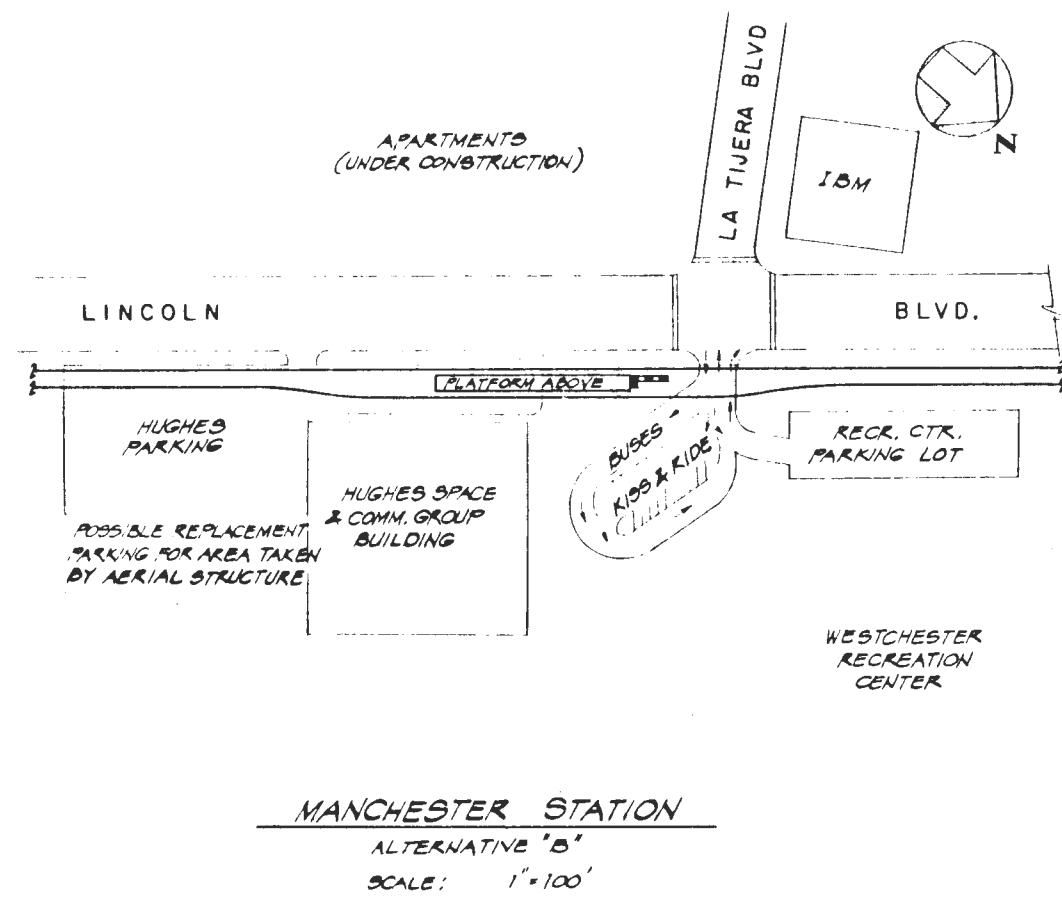 LA TIJERA BLVD
N
APARTMENTS
(UNDER CONSTRUCTION)
IBM
LINCOLN
BLVD.
PLATFORM ABOVE
HUGHES
PARKING
BUSES
KISS & RIDE
RECR. CTR.
PARKING LOT
HUGHES SPACE
& COMM. GROUP
BUILDING
POSSIBLE REPLACEMENT
PARKING FOR AREA TAKEN
BY AERIAL STRUCTURE
WESTCHESTER
RECREATION
CENTER
MANCHESTER STATION
ALTERNATIVE "B"
SCALE: 1"=100'